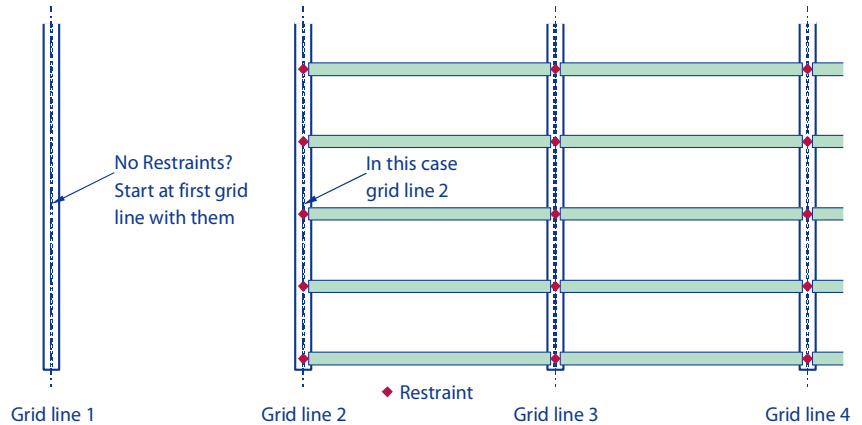 No Restraints?
Start at first grid
line with them
In this case
grid line 2
Restraint
Grid line 1
Grid line 2
Grid line 3
Grid line 4